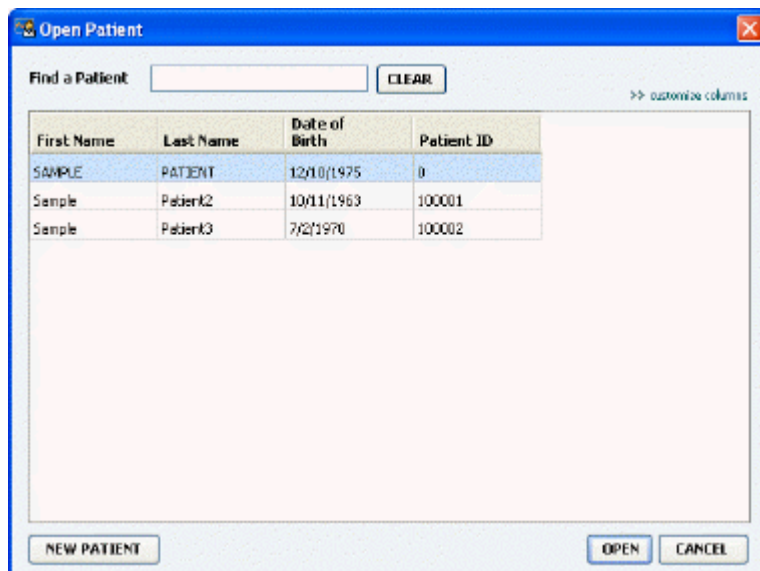 Open Patient
Find a Patient CLEAR
>> customize columns
First Name Last Name Date of Birth Patient ID
SAMPLE PATIENT 12/10/1975 0
Sample Patient2 10/11/1963 100001
Sample Patient3 7/2/1970 100002
NEW PATIENT OPEN CANCEL